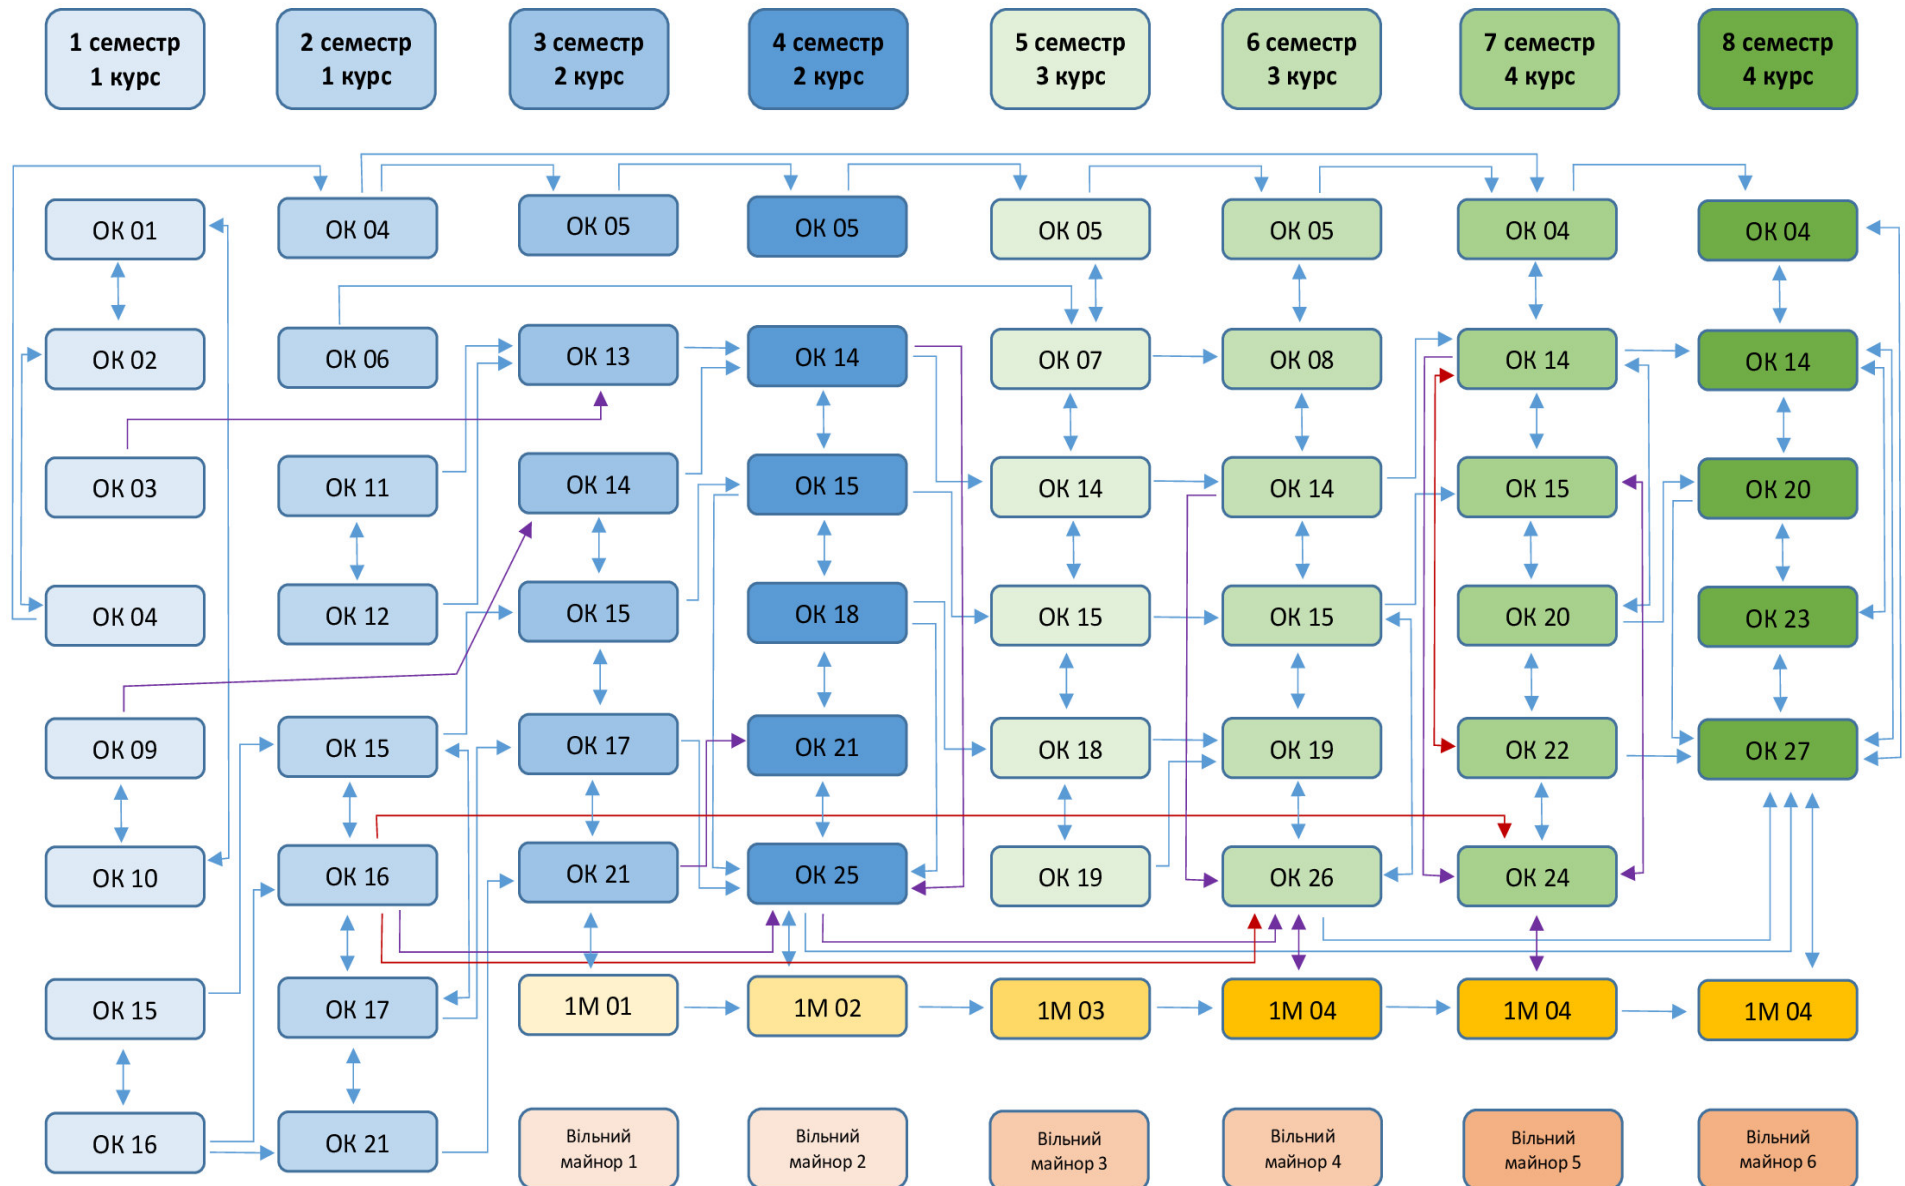 1 семестр
1 курс
2 семестр
1 курс
3 семестр
2 курс
4 семестр
2 курс
5 семестр
3 курс
6 семестр
3 курс
7 семестр
4 курс
8 семестр
4 курс
ОК 01
ОК 04
ОК 05
ОК 05
ОК 05
ОК 05
ОК 04
ОК 04
ОК 02
ОК 06
ОК 13
ОК 14
ОК 07
ОК 08
ОК 14
ОК 14
ОК 03
ОК 11
ОК 14
ОК 15
ОК 14
ОК 14
ОК 15
ОК 20
ОК 04
ОК 12
ОК 15
ОК 18
ОК 15
ОК 15
ОК 20
ОК 23
ОК 09
ОК 15
ОК 17
ОК 21
ОК 18
ОК 19
ОК 22
ОК 27
ОК 10
ОК 16
ОК 21
ОК 25
ОК 19
ОК 26
ОК 24
ОК 15
ОК 17
1М 01
1М 02
1М 03
1М 04
1М 04
1М 04
ОК 16
ОК 21
Вільний
майнор 1
Вільний
майнор 2
Вільний
майнор 3
Вільний
майнор 4
Вільний
майнор 5
Вільний
майнор 6